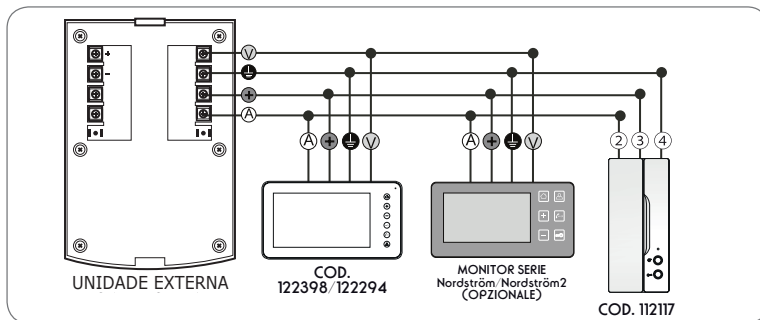 +
−
V
+
A
A
+
V
A
+
V
2 3 4
UNIDADE EXTERNA
COD.
122398/122294
MONITOR SERIE
Nordström/Nordström2
(OPZIONALE)
COD. 112117